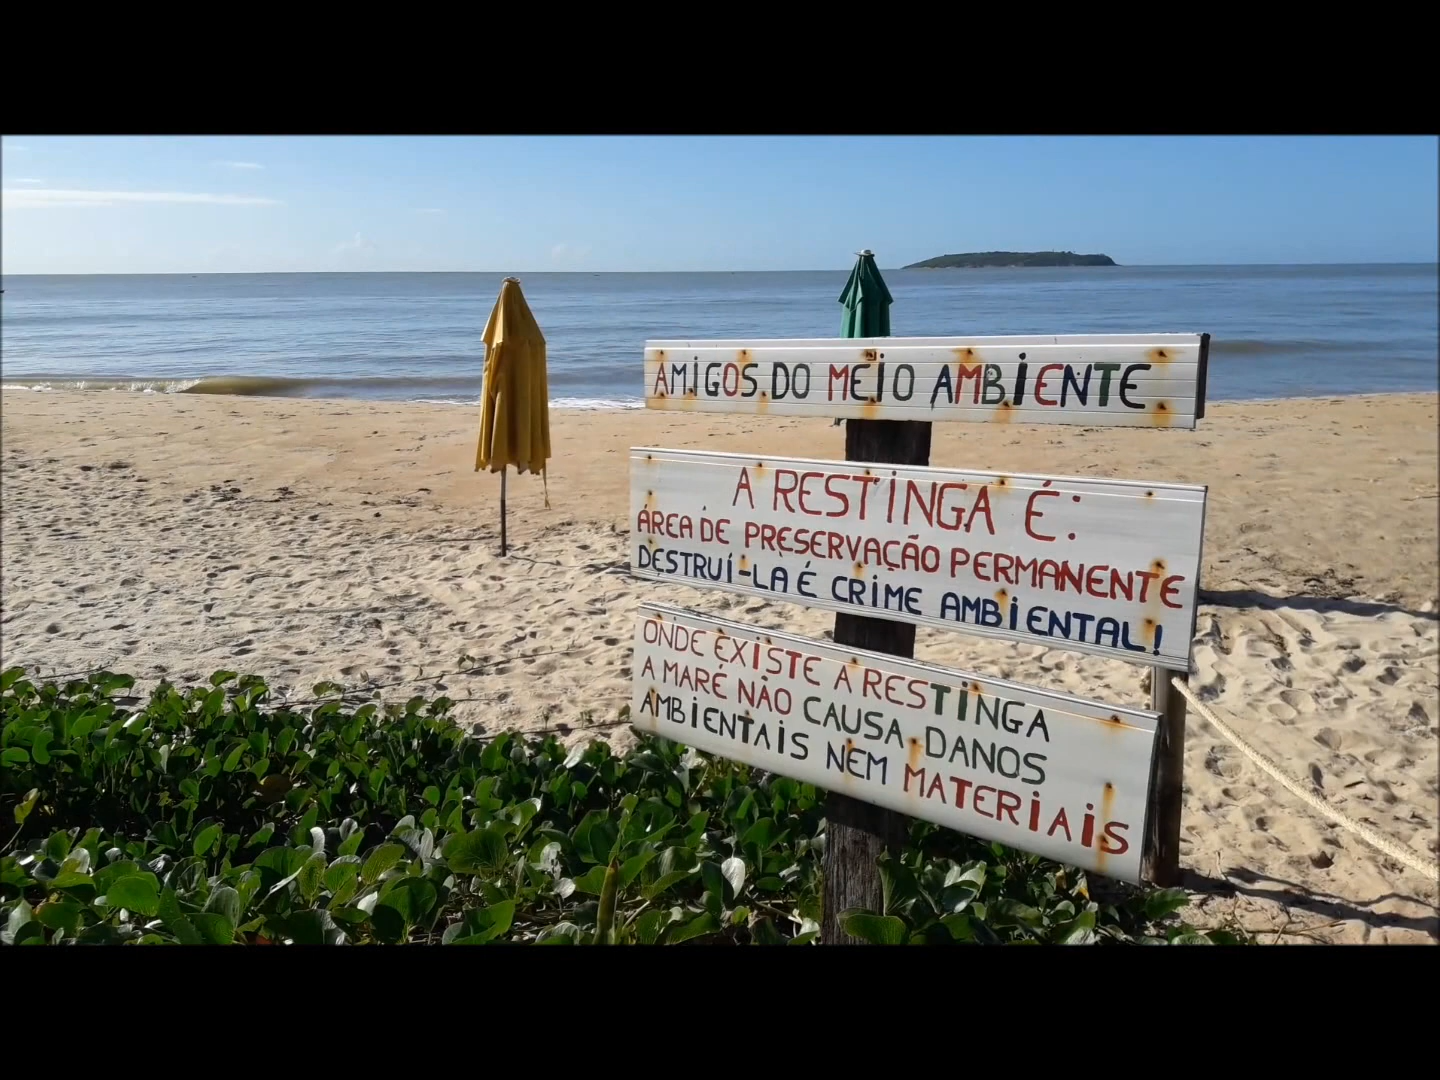 AMIGOS DO MEIO AMBIENTE
A RESTINGA É:
ÁREA DE PRESERVAÇÃO PERMANENTE
DESTRUÍ-LA É CRIME AMBIENTAL!
ONDE EXISTE A RESTINGA
A MARÉ NÃO CAUSA DANOS
AMBIENTAIS NEM MATERIAIS